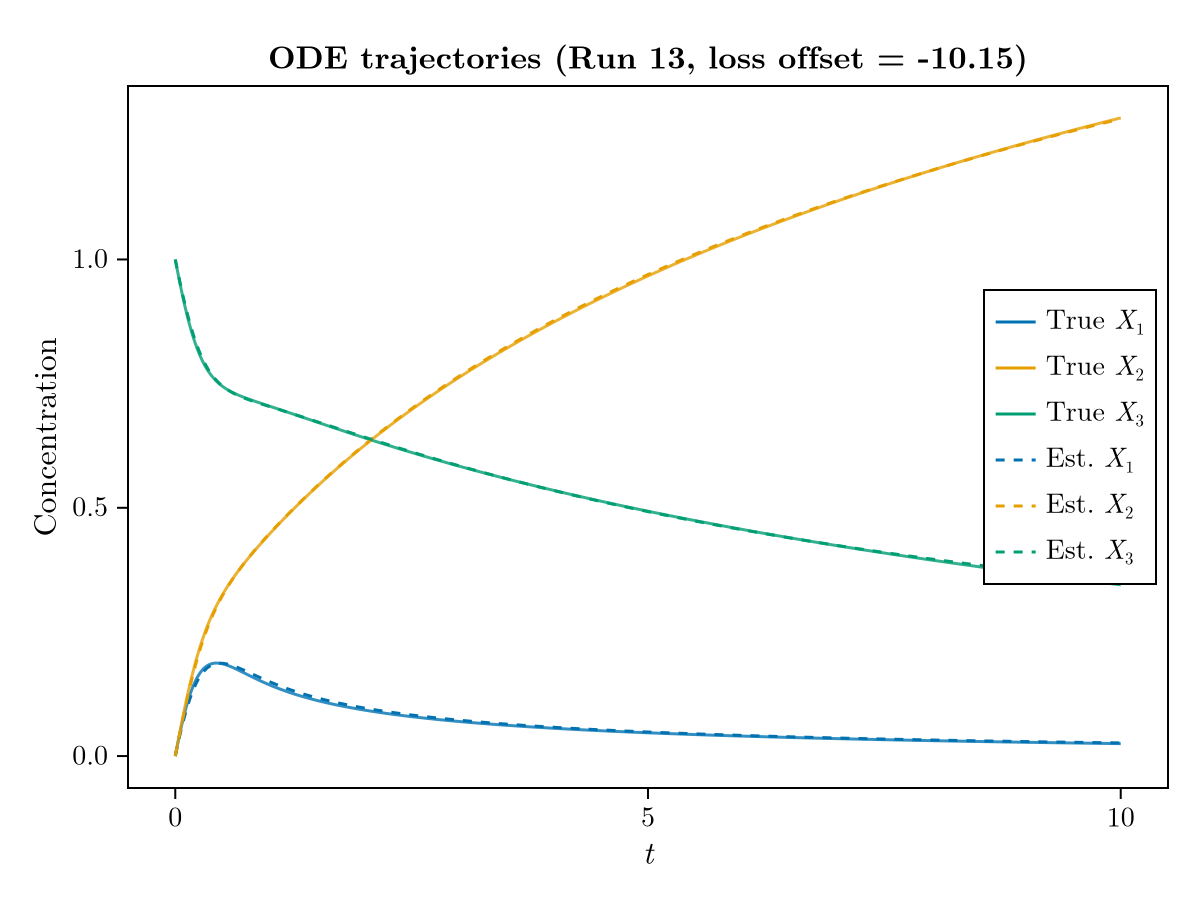 ODE trajectories (Run 13, loss offset = -10.15)
Concentration
1.0
0.5
0.0
True X₁
True X₂
True X₃
Est. X₁
Est. X₂
Est. X₃
0 5 10
t